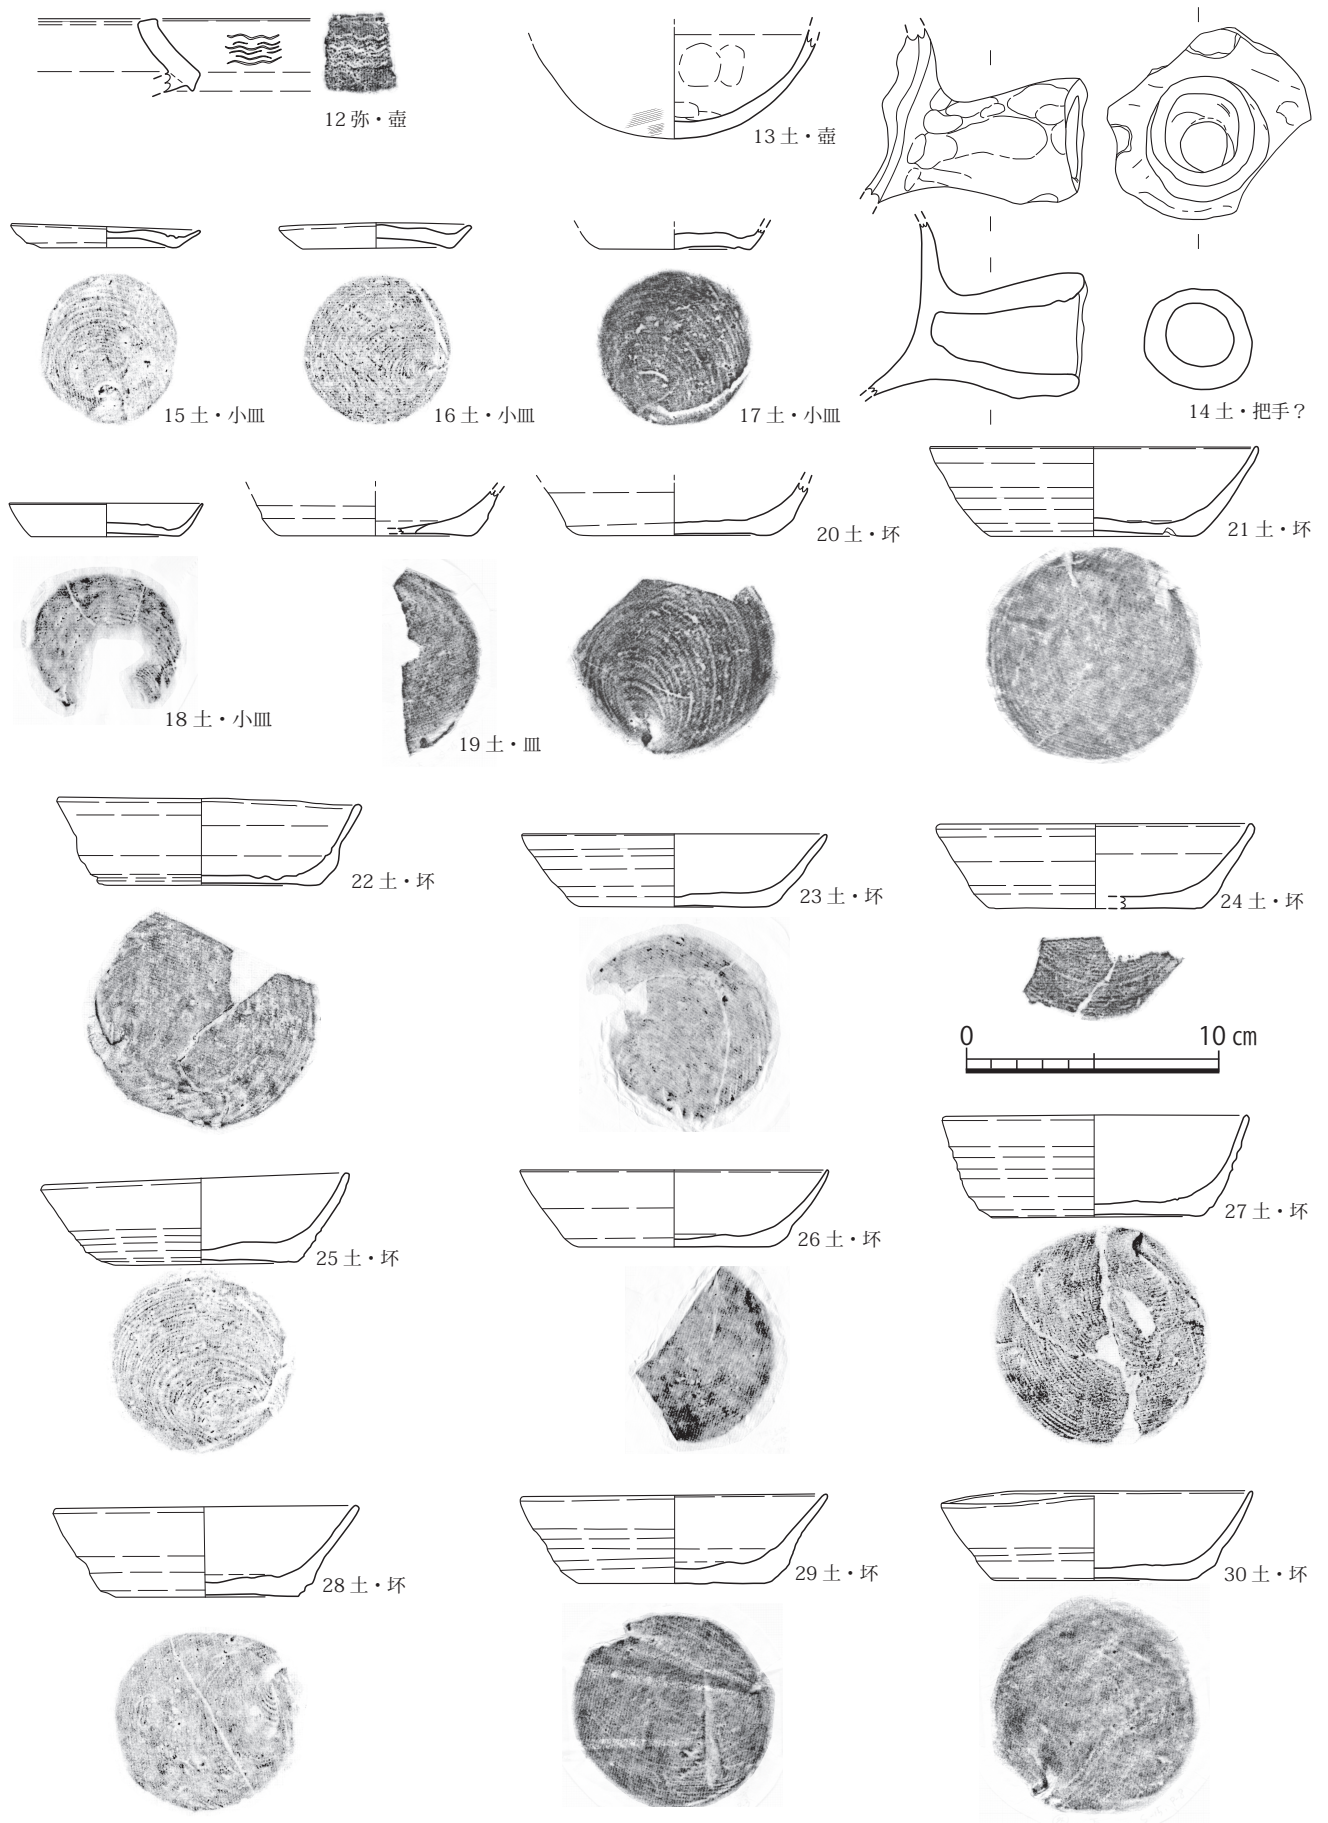 12 弥・壺
13 土・壺
14 土・把手？
15 土・小皿
16 土・小皿
17 土・小皿
18 土・小皿
19 土・皿
20 土・坏
21 土・坏
22 土・坏
23 土・坏
24 土・坏
0 10 cm
25 土・坏
26 土・坏
27 土・坏
28 土・坏
29 土・坏
30 土・坏